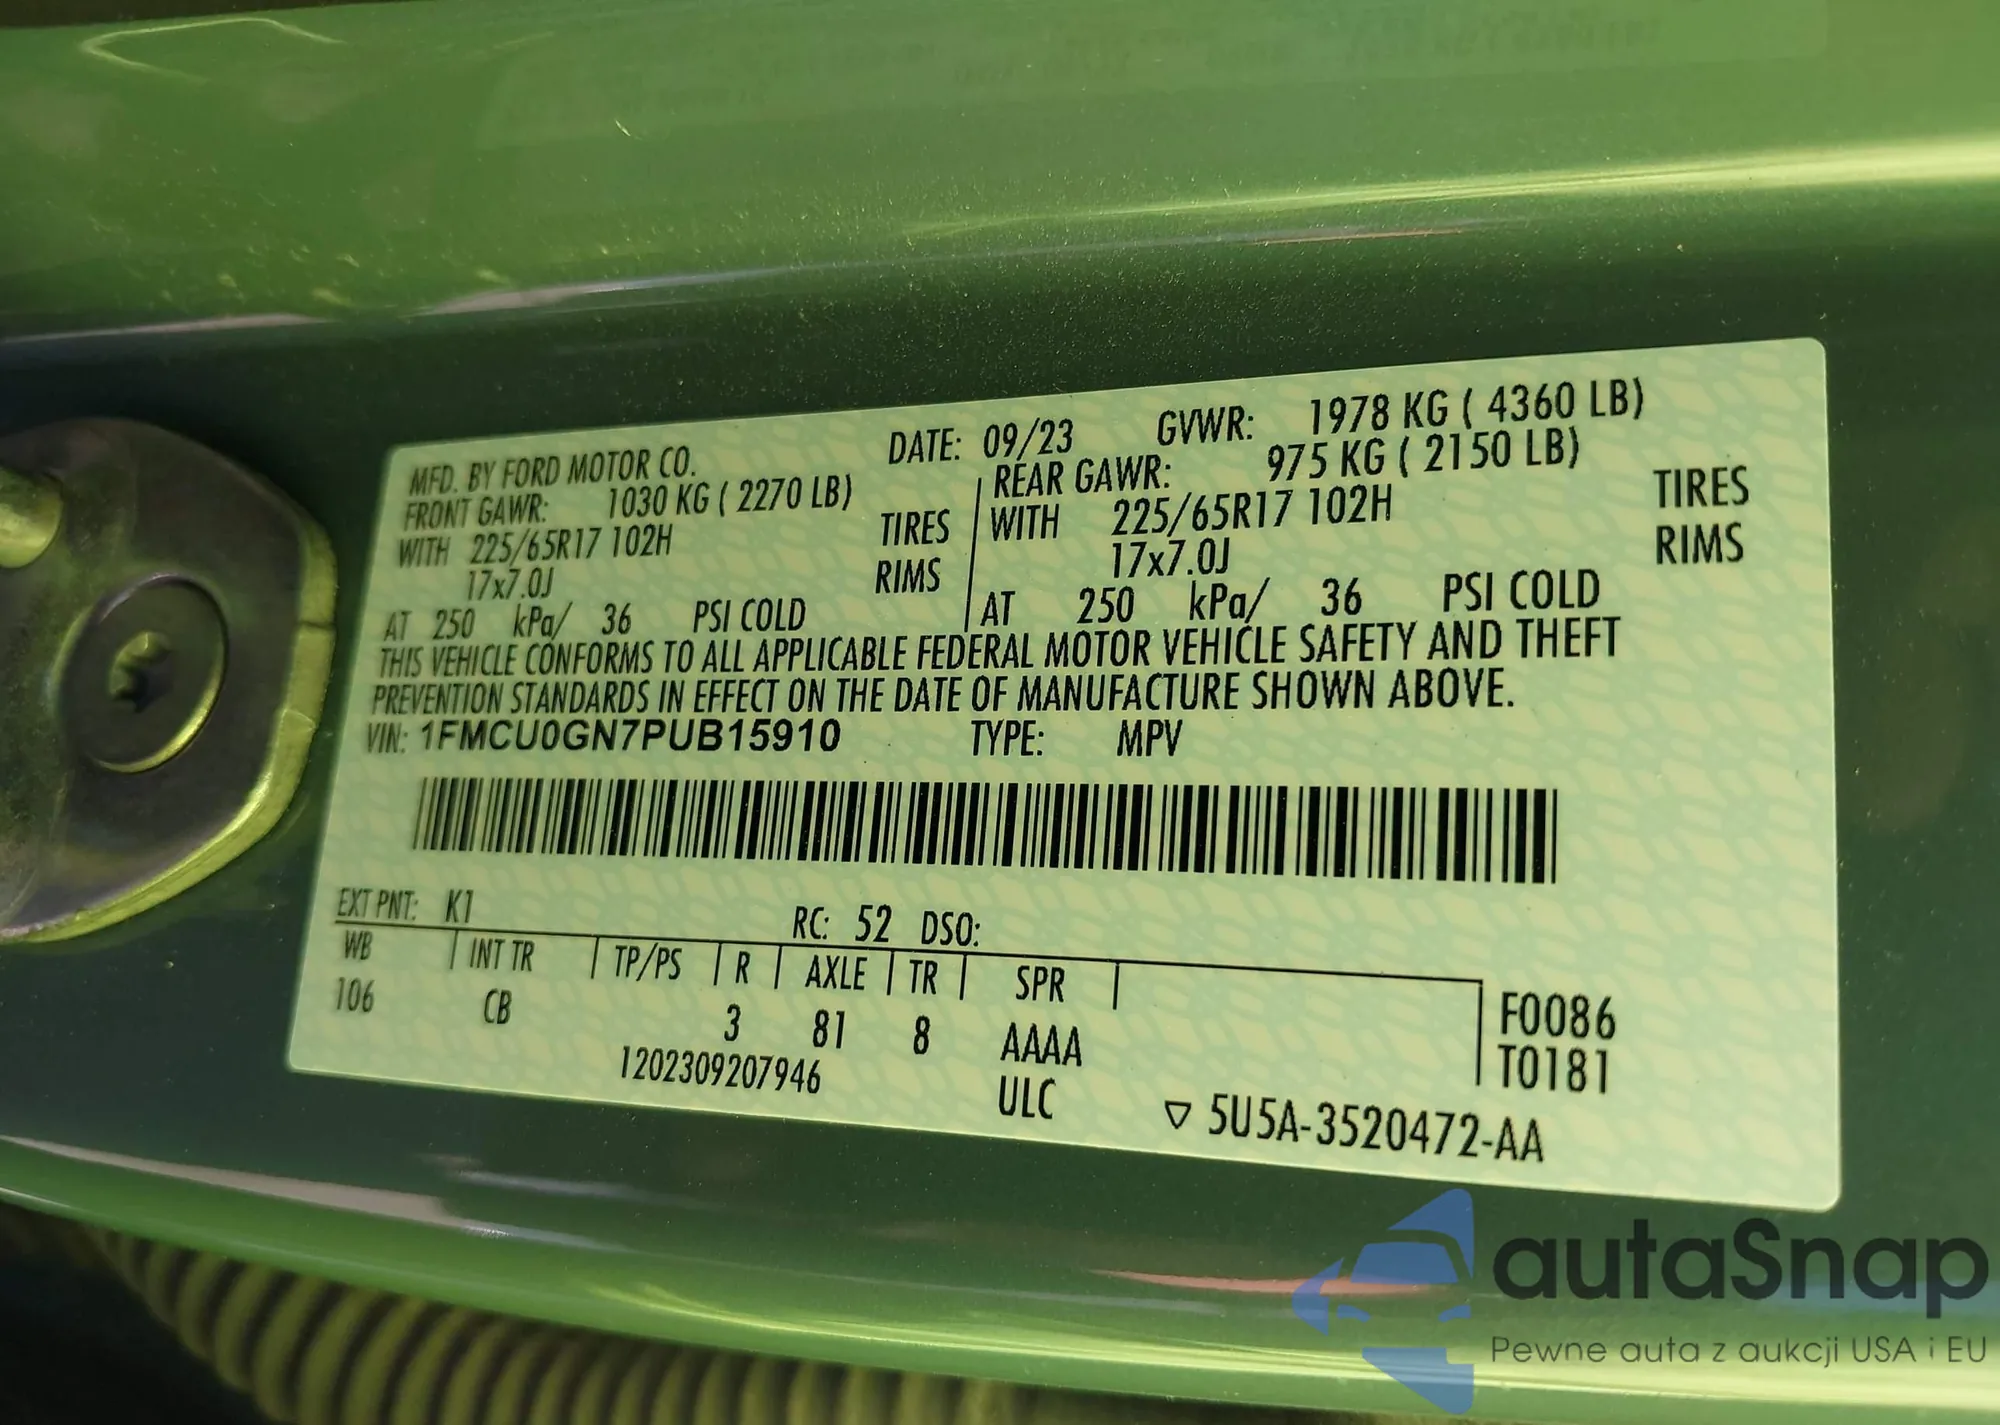 MFD. BY FORD MOTOR CO. DATE: 09/23 GVWR: 1978 KG ( 4360 LB)
FRONT GAWR: 1030 KG ( 2270 LB) REAR GAWR: 975 KG ( 2150 LB)
WITH 225/65R17 102H TIRES WITH 225/65R17 102H TIRES
17x7.0J RIMS 17x7.0J RIMS
AT 250 kPa/ 36 PSI COLD AT 250 kPa/ 36 PSI COLD
THIS VEHICLE CONFORMS TO ALL APPLICABLE FEDERAL MOTOR VEHICLE SAFETY AND THEFT
PREVENTION STANDARDS IN EFFECT ON THE DATE OF MANUFACTURE SHOWN ABOVE.
VIN: 1FMCU0GN7PUB15910 TYPE: MPV
EXT PNT: K1 RC: 52 DSO:
WB INT TR TP/PS R AXLE TR SPR
106 CB 3 81 8 AAAA F0086
1202309207946 ULC T0181
▽ 5U5A-3520472-AA
autaSnap
Pewne auta z aukcji USA i EU